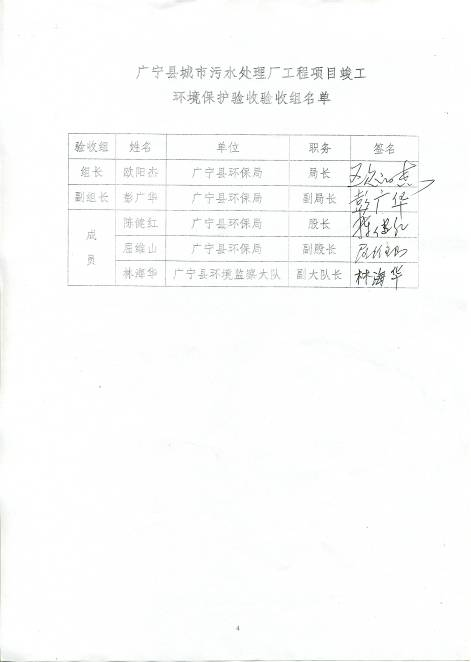 广宁县城市污水处理厂工程项目竣工
环境保护验收验收组名单
验收组 姓名 单位 职务 签名
组长 欧阳杰 广宁县环保局 局长
副组长 彭广华 广宁县环保局 副局长 彭广华
成员 陈健红 广宁县环保局 股长 陈健红
屈维山 广宁县环保局 副股长
林海华 广宁县环境监察大队 副大队长 林海华
4